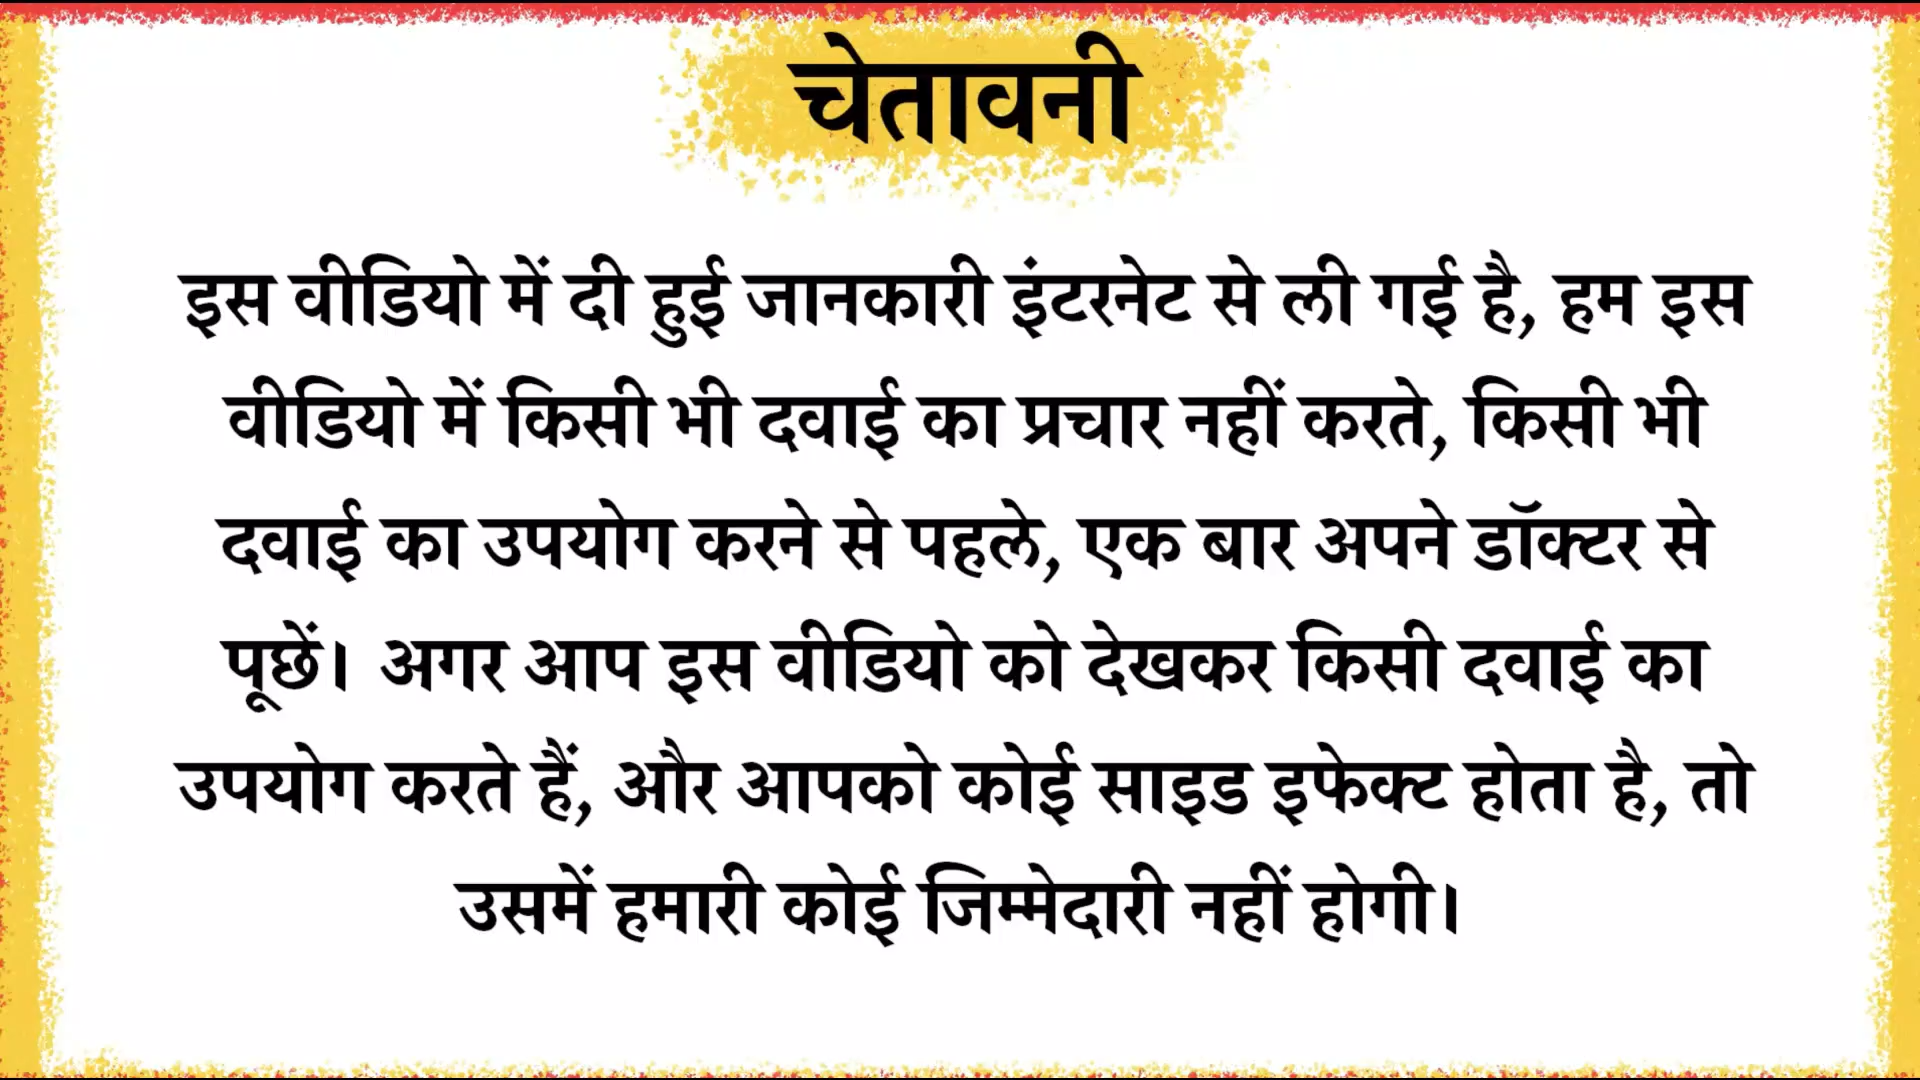 चेतावनी
इस वीडियो में दी हुई जानकारी इंटरनेट से ली गई है, हम इस
वीडियो में किसी भी दवाई का प्रचार नहीं करते, किसी भी
दवाई का उपयोग करने से पहले, एक बार अपने डॉक्टर से
पूछें। अगर आप इस वीडियो को देखकर किसी दवाई का
उपयोग करते हैं, और आपको कोई साइड इफेक्ट होता है, तो
उसमें हमारी कोई जिम्मेदारी नहीं होगी।